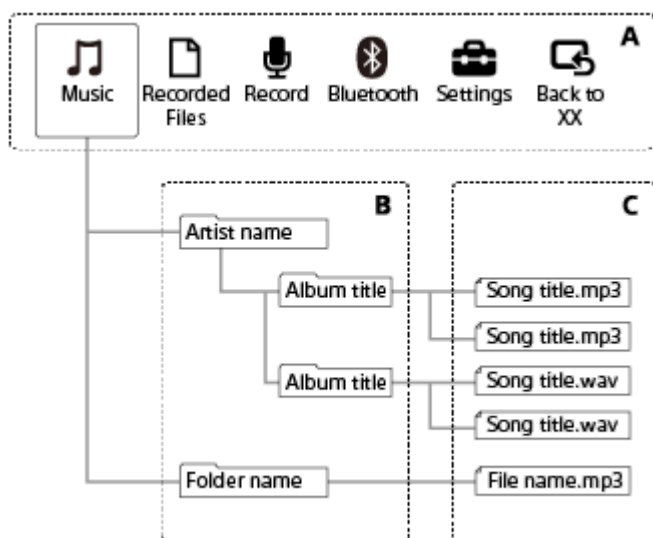 A
Music
Recorded Files
Record
Bluetooth
Settings
Back to XX
B
C
Artist name
Album title
Song title.mp3
Song title.mp3
Album title
Song title.wav
Song title.wav
Folder name
File name.mp3